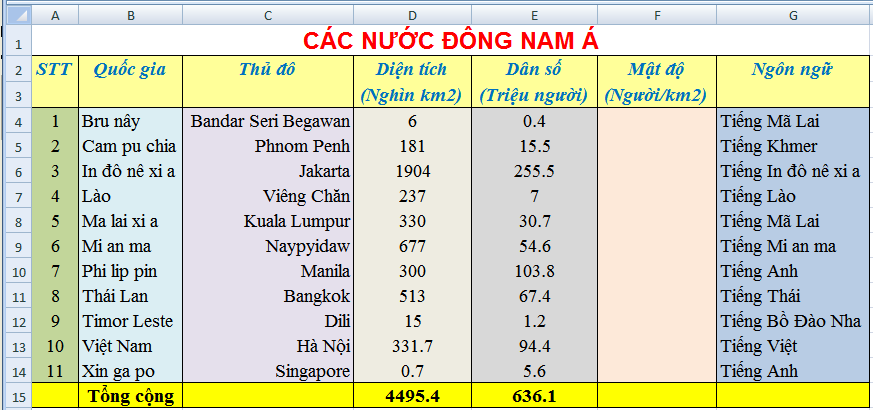 A B C D E F G
1 CÁC NƯỚC ĐÔNG NAM Á
2 STT Quốc gia Thủ đô Diện tích Dân số Mật độ Ngôn ngữ
3 (Nghìn km2) (Triệu người) (Người/km2)
4 1 Bru nây Bandar Seri Begawan 6 0.4 Tiếng Mã Lai
5 2 Cam pu chia Phnom Penh 181 15.5 Tiếng Khmer
6 3 In đô nê xi a Jakarta 1904 255.5 Tiếng In đô nê xi a
7 4 Lào Viêng Chăn 237 7 Tiếng Lào
8 5 Ma lai xi a Kuala Lumpur 330 30.7 Tiếng Mã Lai
9 6 Mi an ma Naypyidaw 677 54.6 Tiếng Mi an ma
10 7 Phi lip pin Manila 300 103.8 Tiếng Anh
11 8 Thái Lan Bangkok 513 67.4 Tiếng Thái
12 9 Timor Leste Dili 15 1.2 Tiếng Bồ Đào Nha
13 10 Việt Nam Hà Nội 331.7 94.4 Tiếng Việt
14 11 Xin ga po Singapore 0.7 5.6 Tiếng Anh
15 Tổng cộng 4495.4 636.1